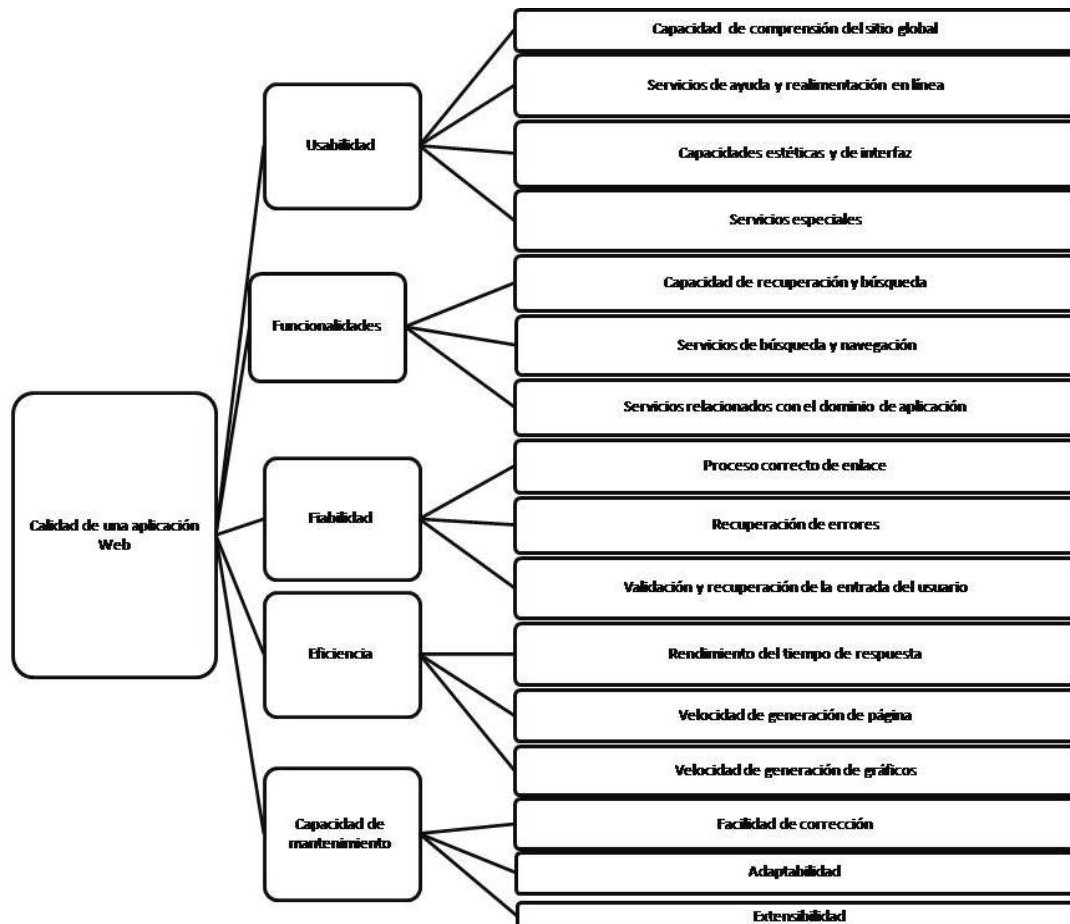 Calidad de una aplicación
Web
Usabilidad
Capacidad de comprensión del sitio global
Servicios de ayuda y realimentación en línea
Capacidades estéticas y de interfaz
Servicios especiales
Funcionalidades
Capacidad de recuperación y búsqueda
Servicios de búsqueda y navegación
Servicios relacionados con el dominio de aplicación
Fiabilidad
Proceso correcto de enlace
Recuperación de errores
Validación y recuperación de la entrada del usuario
Eficiencia
Rendimiento del tiempo de respuesta
Velocidad de generación de página
Velocidad de generación de gráficos
Capacidad de
mantenimiento
Facilidad de corrección
Adaptabilidad
Extensibilidad